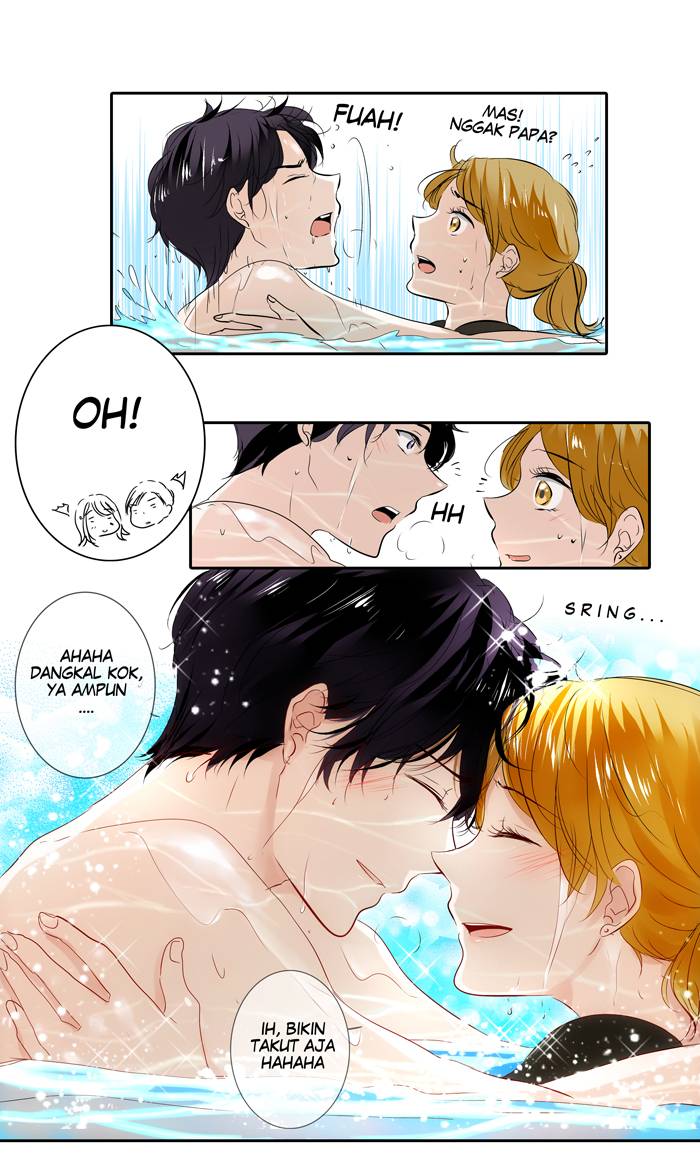 FUAH!
MAS!
NGGAK PAPA?
OH!
HH
SRING...
AHAHA
DANGKAL KOK,
YA AMPUN
....
IH, BIKIN
TAKUT AJA
HAHAHA